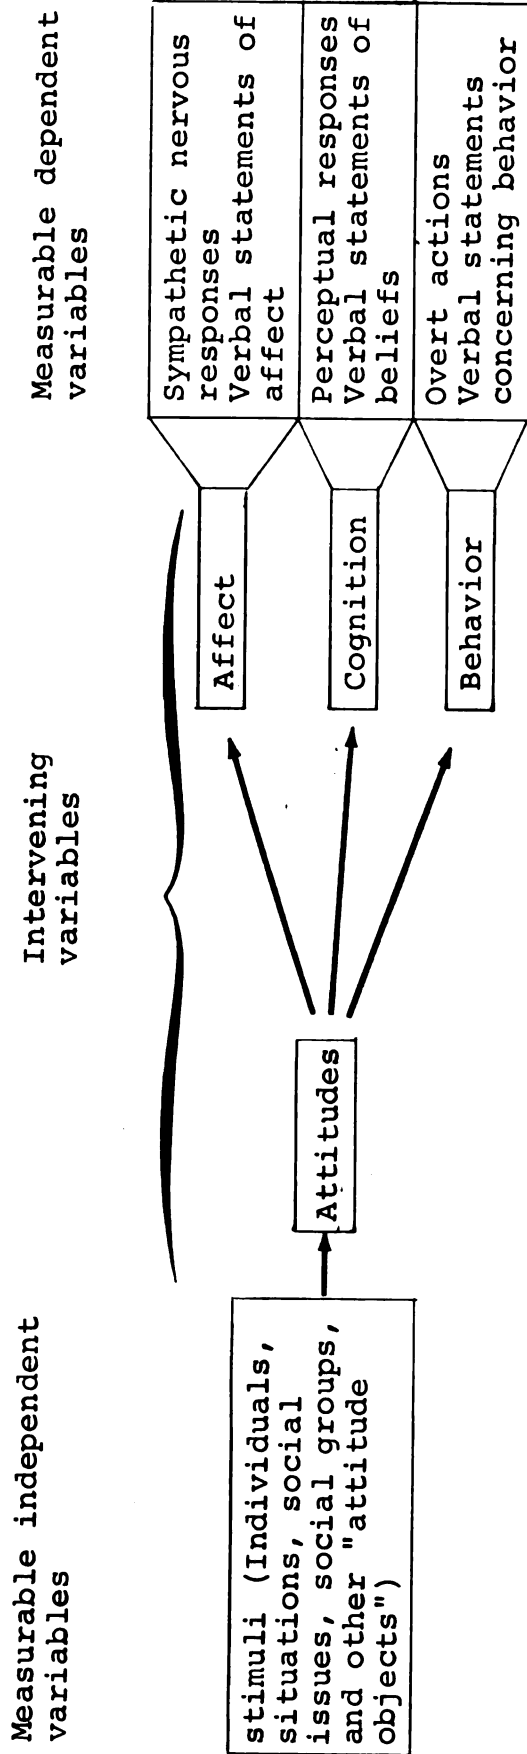 Measurable independent
variables
Intervening
variables
Measurable dependent
variables
stimuli (Individuals,
situations, social
issues, social groups,
and other "attitude
objects")
Attitudes
Affect
Cognition
Behavior
Sympathetic nervous
responses
Verbal statements of
affect
Perceptual responses
Verbal statements of
beliefs
Overt actions
Verbal statements
concerning behavior